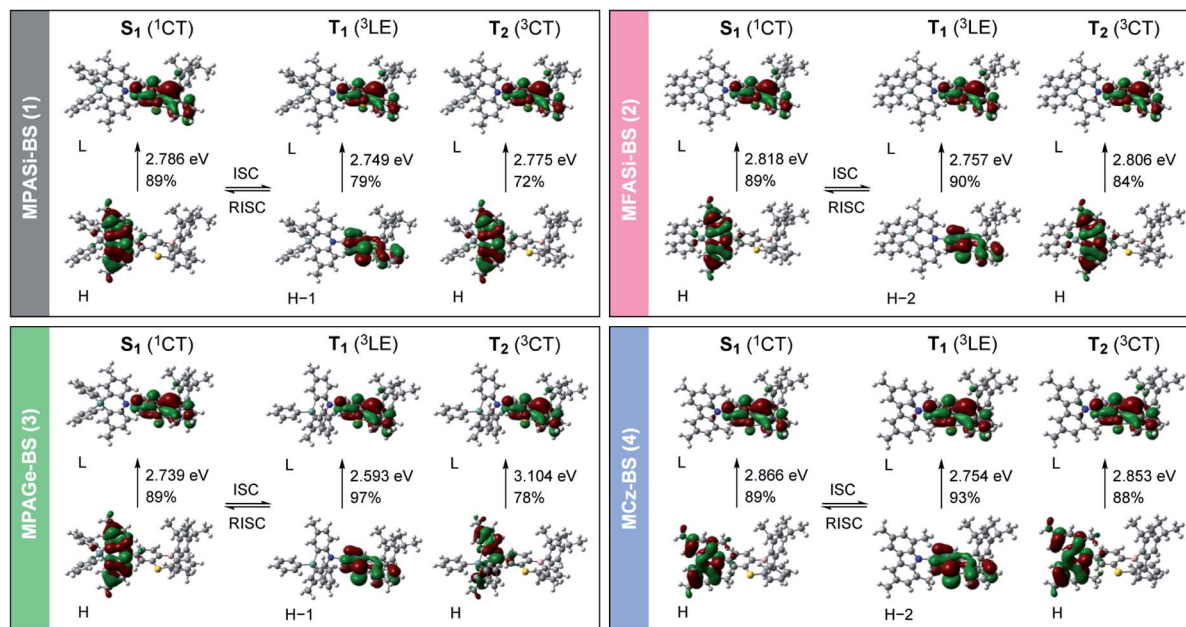 MPASi-BS (1)
S₁ (¹CT) T₁ (³LE) T₂ (³CT)
L L L
2.786 eV 2.749 eV 2.775 eV
89% 79% 72%
ISC
RISC
H H−1 H
MFASi-BS (2)
S₁ (¹CT) T₁ (³LE) T₂ (³CT)
L L L
2.818 eV 2.757 eV 2.806 eV
89% 90% 84%
ISC
RISC
H H−2 H
MPAGe-BS (3)
S₁ (¹CT) T₁ (³LE) T₂ (³CT)
L L L
2.739 eV 2.593 eV 3.104 eV
89% 97% 78%
ISC
RISC
H H−1 H
MCz-BS (4)
S₁ (¹CT) T₁ (³LE) T₂ (³CT)
L L L
2.866 eV 2.754 eV 2.853 eV
89% 93% 88%
ISC
RISC
H H−2 H